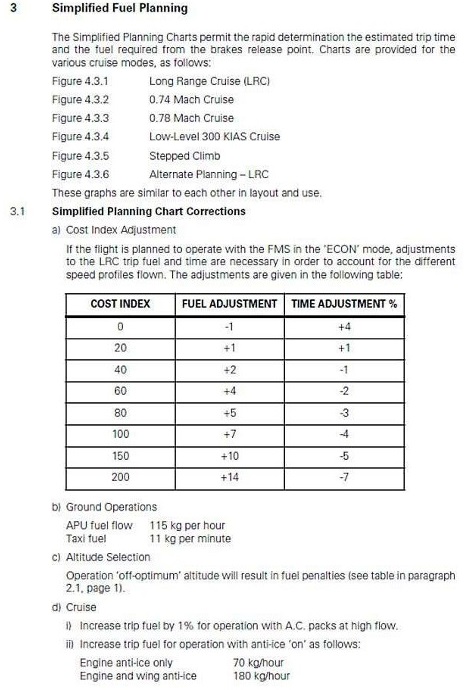 3 Simplified Fuel Planning
The Simplified Planning Charts permit the rapid determination the estimated trip time
and the fuel required from the brakes release point. Charts are provided for the
various cruise modes, as follows:
Figure 4.3.1 Long Range Cruise (LRC)
Figure 4.3.2 0.74 Mach Cruise
Figure 4.3.3 0.78 Mach Cruise
Figure 4.3.4 Low-Level 300 KIAS Cruise
Figure 4.3.5 Stepped Climb
Figure 4.3.6 Alternate Planning – LRC
These graphs are similar to each other in layout and use.
3.1 Simplified Planning Chart Corrections
a) Cost Index Adjustment
If the flight is planned to operate with the FMS in the 'ECON' mode, adjustments
to the LRC trip fuel and time are necessary in order to account for the different
speed profiles flown. The adjustments are given in the following table:
COST INDEX FUEL ADJUSTMENT TIME ADJUSTMENT %
0 -1 +4
20 +1 +1
40 +2 -1
60 +4 -2
80 +5 -3
100 +7 -4
150 +10 -5
200 +14 -7
b) Ground Operations
APU fuel flow 115 kg per hour
Taxi fuel 11 kg per minute
c) Altitude Selection
Operation 'off-optimum' altitude will result in fuel penalties (see table in paragraph
2.1, page 1).
d) Cruise
i) Increase trip fuel by 1% for operation with A.C. packs at high flow.
ii) Increase trip fuel for operation with anti-ice 'on' as follows:
Engine anti-ice only 70 kg/hour
Engine and wing anti-ice 180 kg/hour